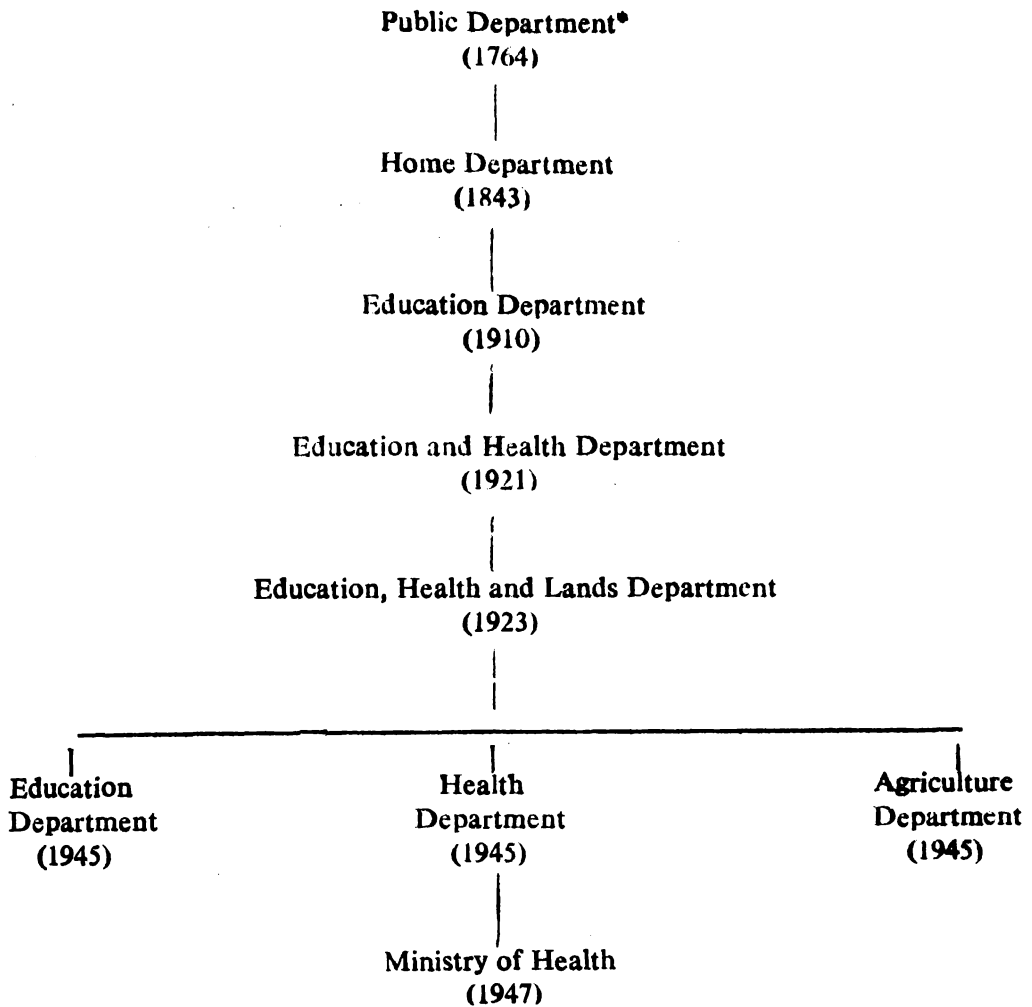 Public Department*
(1764)
Home Department
(1843)
Education Department
(1910)
Education and Health Department
(1921)
Education, Health and Lands Department
(1923)
Education
Department
(1945)
Health
Department
(1945)
Agriculture
Department
(1945)
Ministry of Health
(1947)